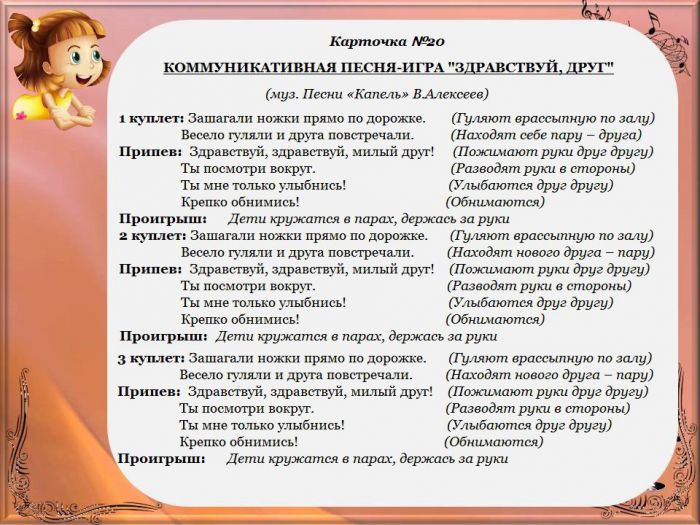 Карточка №20
КОММУНИКАТИВНАЯ ПЕСНЯ-ИГРА "ЗДРАВСТВУЙ, ДРУГ"
(муз. Песни «Капель» В.Алексеев)
1 куплет: Зашагали ножки прямо по дорожке. (Гуляют врассыпную по залу)
Весело гуляли и друга повстречали. (Находят себе пару – друга)
Припев: Здравствуй, здравствуй, милый друг! (Пожимают руки друг другу)
Ты посмотри вокруг. (Разводят руки в стороны)
Ты мне только улыбнись! (Улыбаются друг другу)
Крепко обнимись! (Обнимаются)
Проигрыш: Дети кружатся в парах, держась за руки
2 куплет: Зашагали ножки прямо по дорожке. (Гуляют врассыпную по залу)
Весело гуляли и друга повстречали. (Находят нового друга – пару)
Припев: Здравствуй, здравствуй, милый друг! (Пожимают руки друг другу)
Ты посмотри вокруг. (Разводят руки в стороны)
Ты мне только улыбнись! (Улыбаются друг другу)
Крепко обнимись! (Обнимаются)
Проигрыш: Дети кружатся в парах, держась за руки
3 куплет: Зашагали ножки прямо по дорожке. (Гуляют врассыпную по залу)
Весело гуляли и друга повстречали. (Находят нового друга – пару)
Припев: Здравствуй, здравствуй, милый друг! (Пожимают руки друг другу)
Ты посмотри вокруг. (Разводят руки в стороны)
Ты мне только улыбнись! (Улыбаются друг другу)
Крепко обнимись! (Обнимаются)
Проигрыш: Дети кружатся в парах, держась за руки